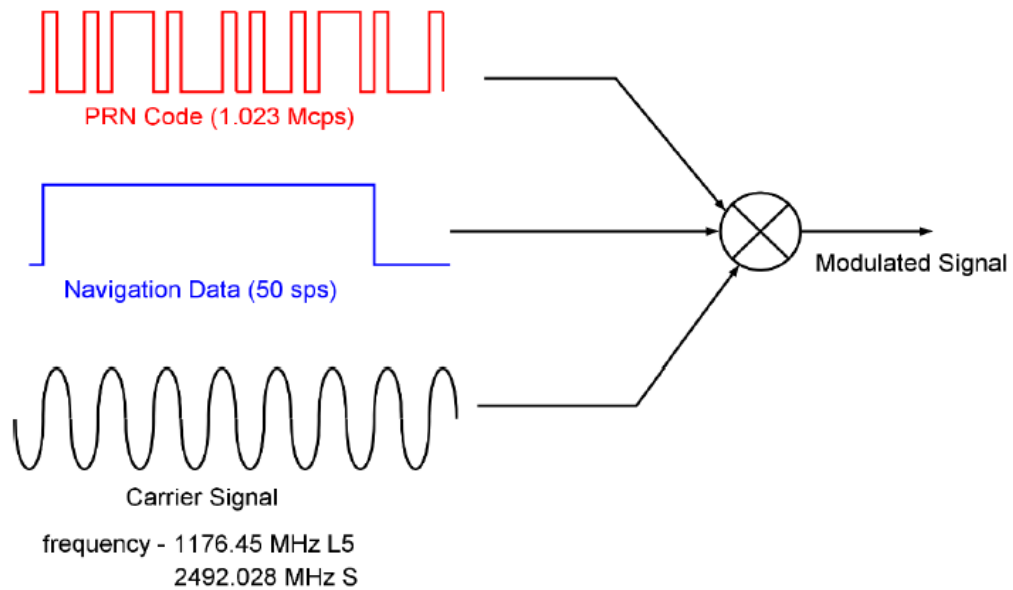 PRN Code (1.023 Mcps)
Navigation Data (50 sps)
Modulated Signal
Carrier Signal
frequency - 1176.45 MHz L5
2492.028 MHz S